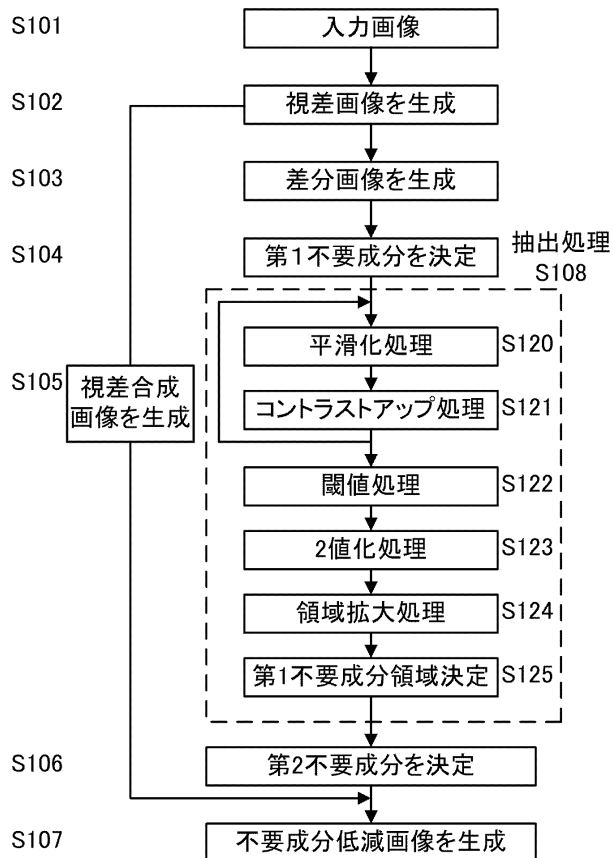 S101
入力画像
S102
視差画像を生成
S103
差分画像を生成
S104
第1不要成分を決定
抽出処理
S108
平滑化処理
S120
S105
視差合成
画像を生成
コントラストアップ処理
S121
閾値処理
S122
2値化処理
S123
領域拡大処理
S124
第1不要成分領域決定
S125
S106
第2不要成分を決定
S107
不要成分低減画像を生成